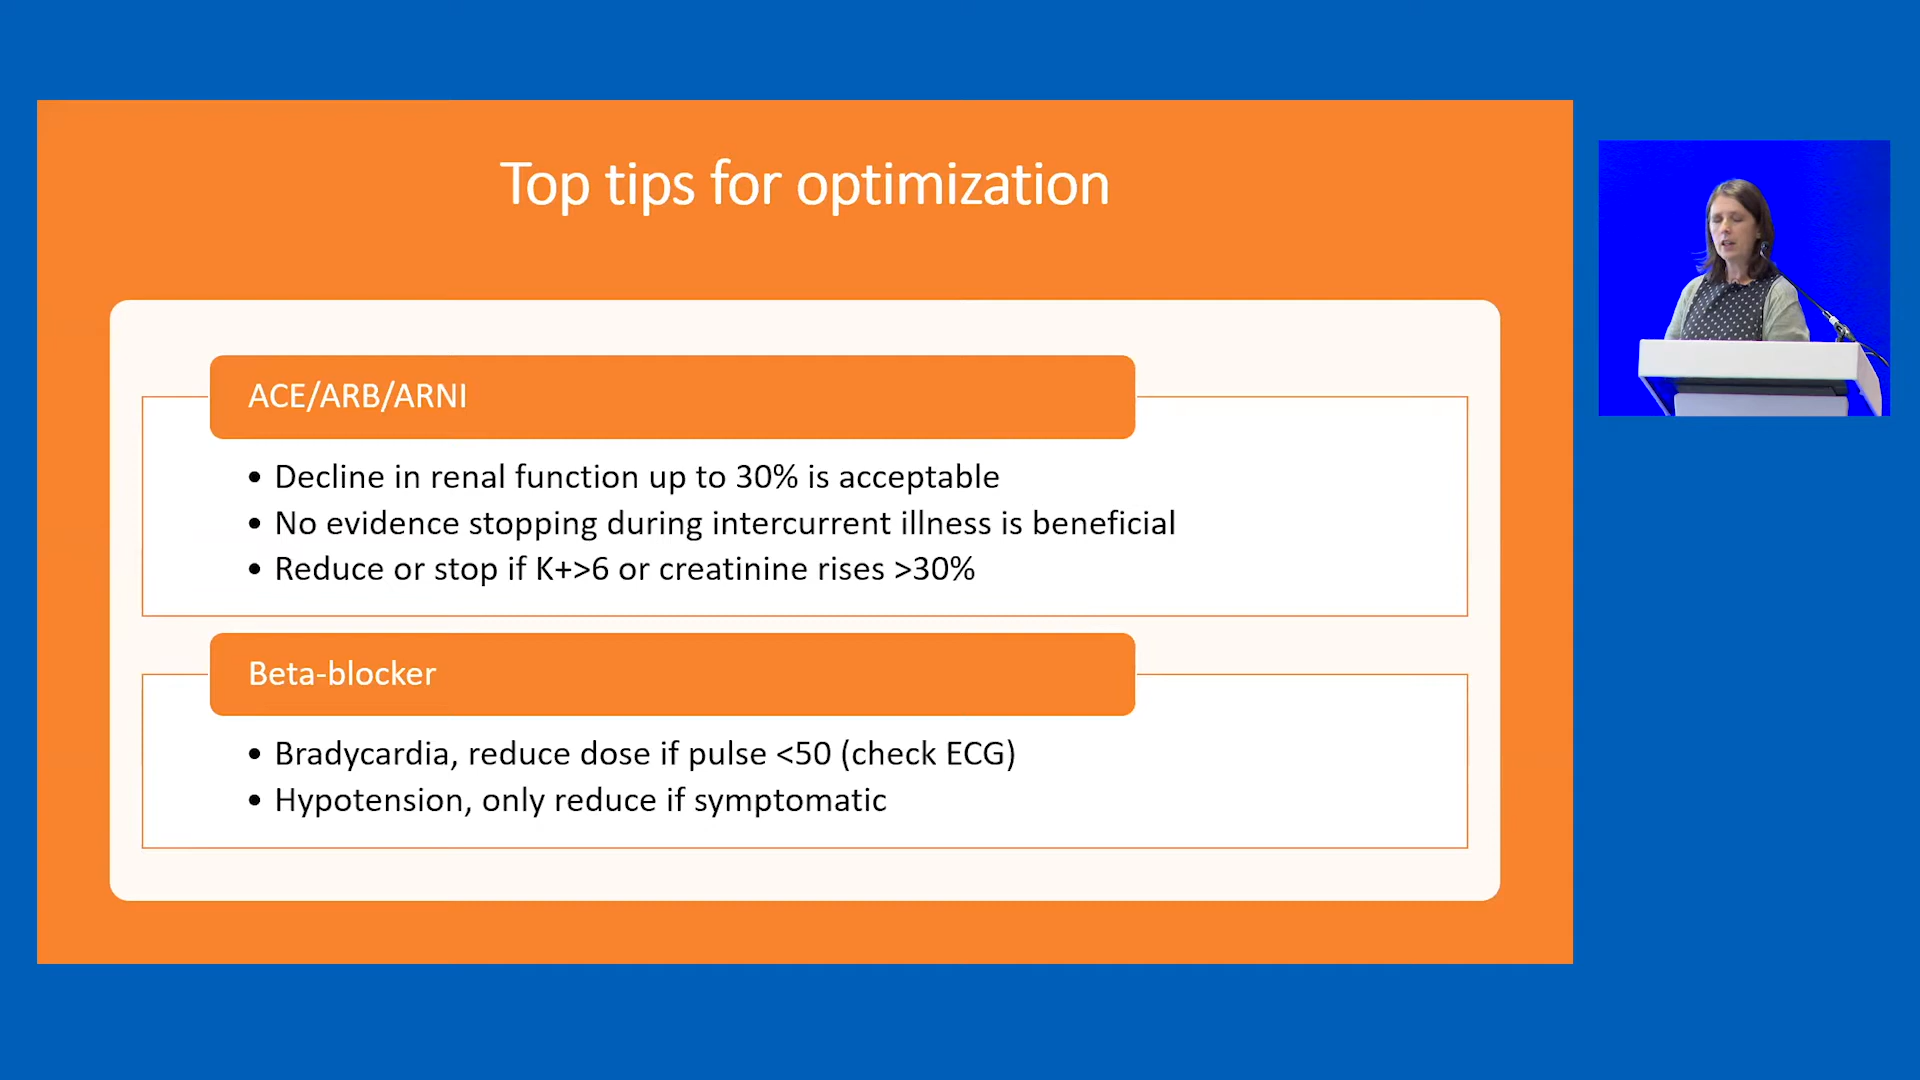 Top tips for optimization
ACE/ARB/ARNI
• Decline in renal function up to 30% is acceptable
• No evidence stopping during intercurrent illness is beneficial
• Reduce or stop if K+>6 or creatinine rises >30%
Beta-blocker
• Bradycardia, reduce dose if pulse <50 (check ECG)
• Hypotension, only reduce if symptomatic